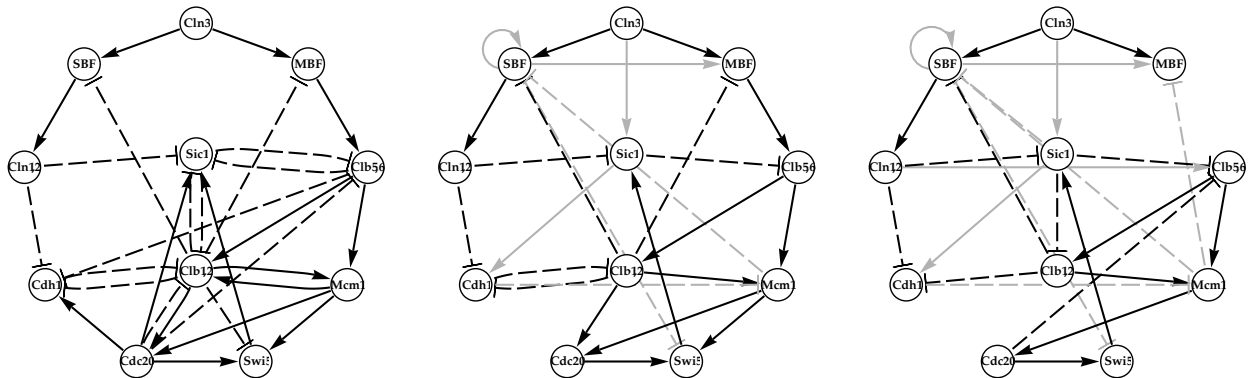 Cln3
SBF
MBF
Sic1
Cln12
Clb56
Clb12
Cdh1
Mcm1
Cdc20
Swi5
Cln3
SBF
MBF
Sic1
Cln12
Clb56
Clb12
Cdh1
Mcm1
Cdc20
Swi5
Cln3
SBF
MBF
Sic1
Cln12
Clb56
Clb12
Cdh1
Mcm1
Cdc20
Swi5